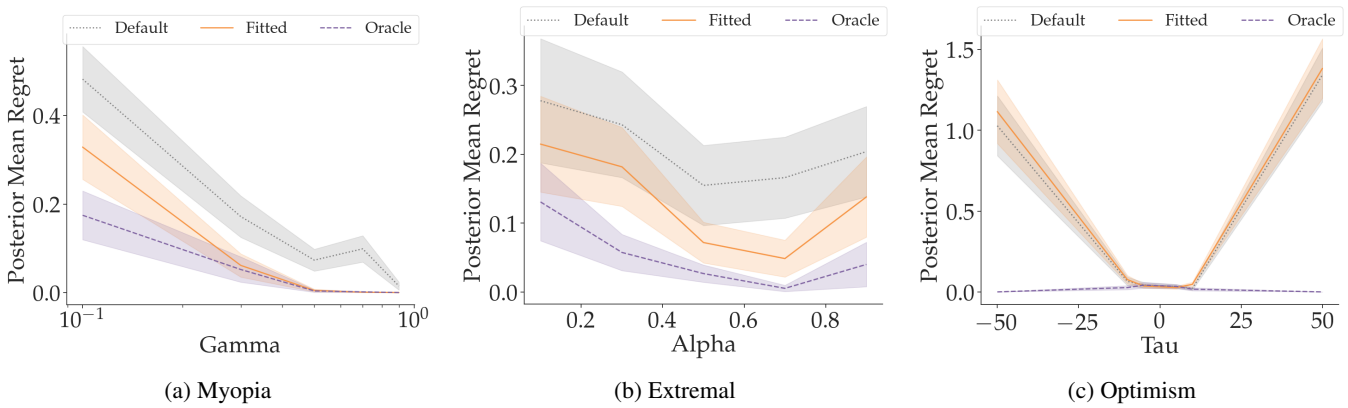 Default Fitted Oracle
Posterior Mean Regret
0.4
0.2
0.0
10⁻¹ 10⁰
Gamma
(a) Myopia
Default Fitted Oracle
Posterior Mean Regret
0.3
0.2
0.1
0.0
0.2 0.4 0.6 0.8
Alpha
(b) Extremal
Default Fitted Oracle
Posterior Mean Regret
1.5
1.0
0.5
0.0
−50 −25 0 25 50
Tau
(c) Optimism